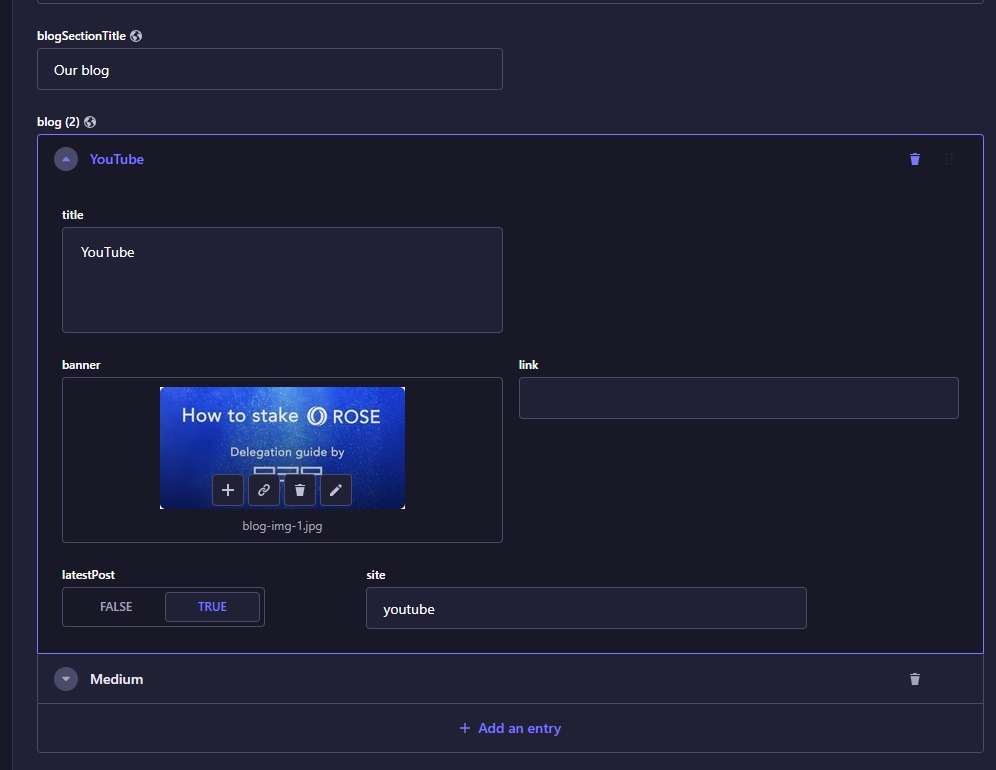 blogSectionTitle
Our blog
blog (2)
YouTube
title
YouTube
banner
link
How to stake ROSE
Delegation guide by
blog-img-1.jpg
latestPost
site
FALSE
TRUE
youtube
Medium
+ Add an entry